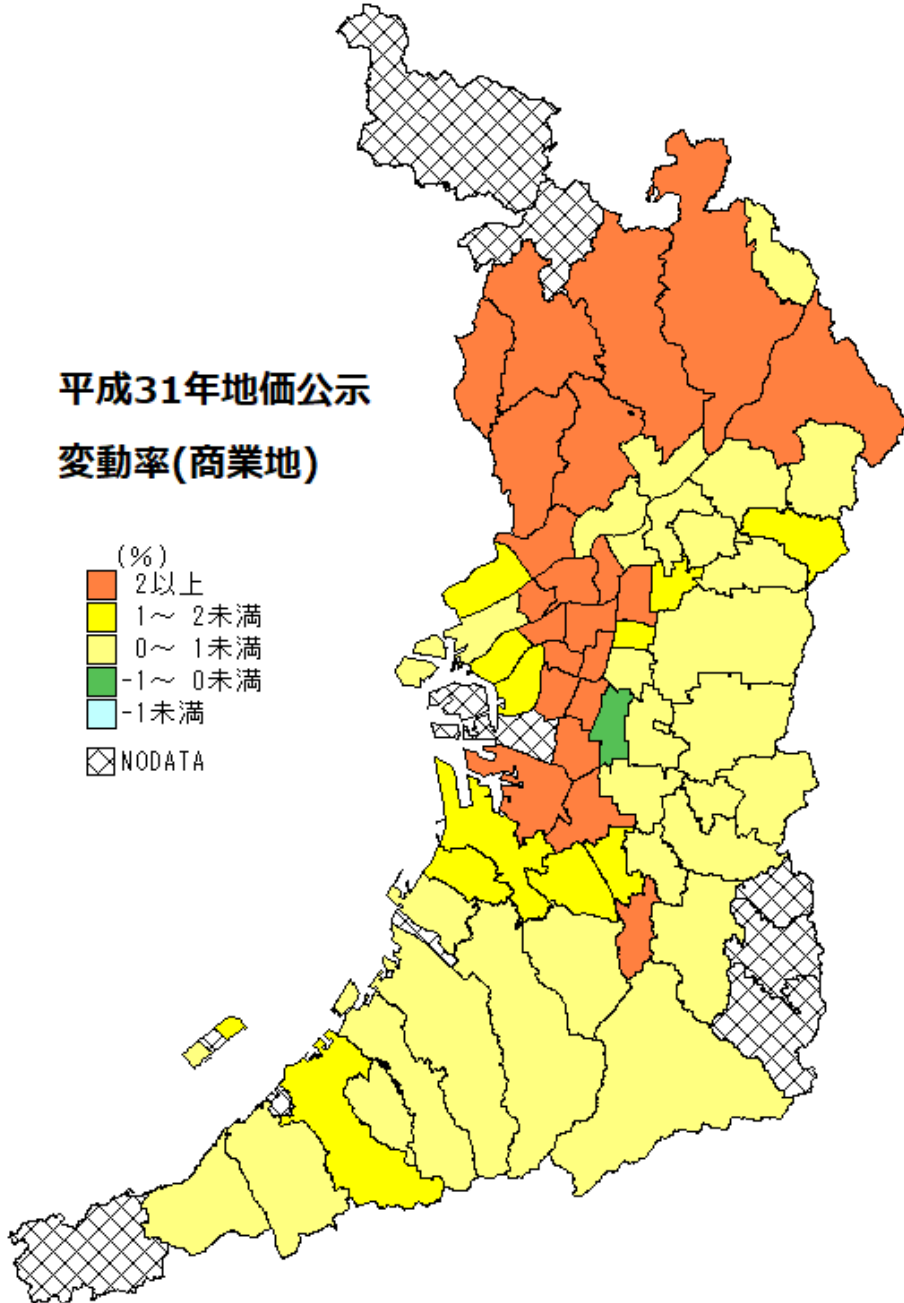 平成31年地価公示
変動率(商業地)
(%)
2以上
1～ 2未満
0～ 1未満
-1～ 0未満
-1未満
NODATA